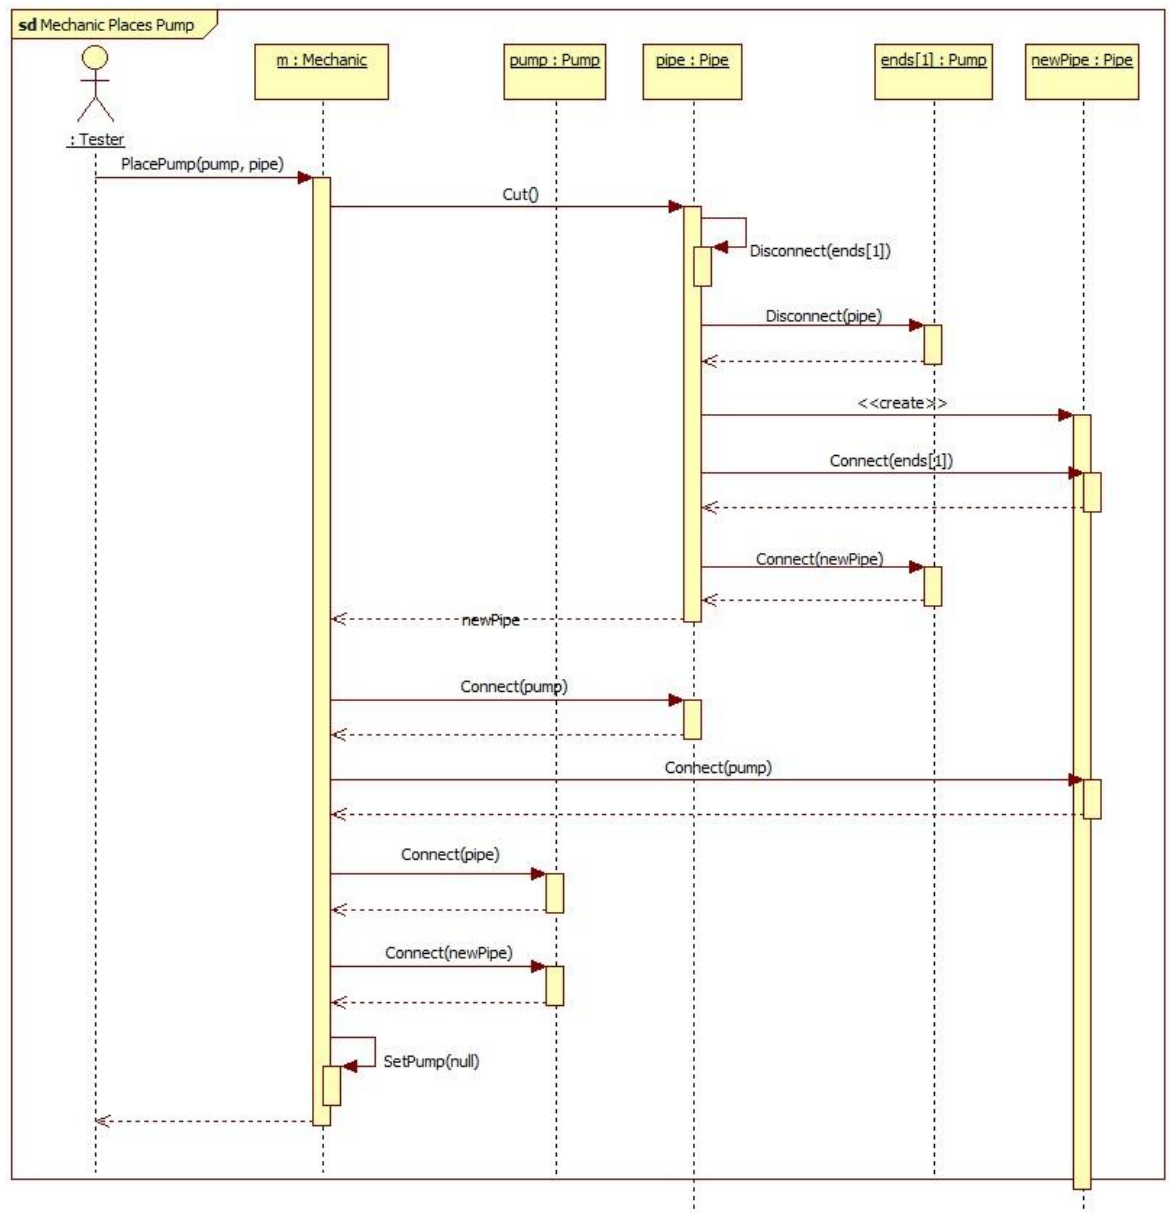 sd Mechanic Places Pump
m : Mechanic
pump : Pump
pipe : Pipe
ends[1] : Pump
newPipe : Pipe
: Tester
PlacePump(pump, pipe)
Cut()
Disconnect(ends[1])
Disconnect(pipe)
<<create>>
Connect(ends[1])
Connect(newPipe)
newPipe
Connect(pump)
Connect(pump)
Connect(pipe)
Connect(newPipe)
SetPump(null)